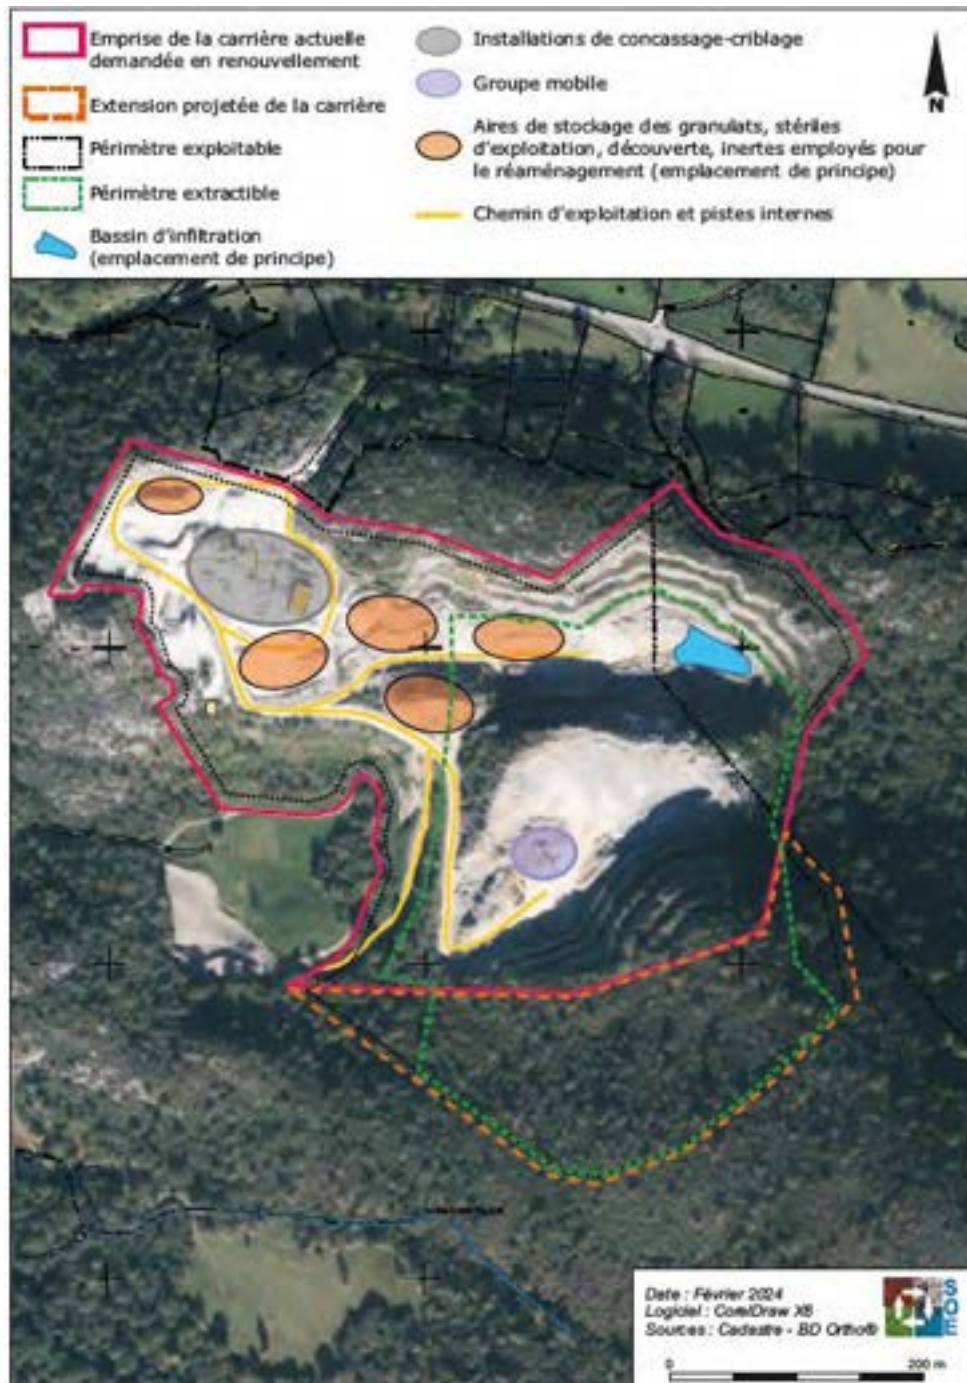 Emprise de la carrière actuelle
demandée en renouvellement
Extension projetée de la carrière
Périmètre exploitable
Périmètre extractible
Bassin d'infiltration
(emplacement de principe)
Installations de concassage-criblage
Groupe mobile
Aires de stockage des granulats, stériles
d'exploitation, découverte, inertes employés pour
le réaménagement (emplacement de principe)
Chemin d'exploitation et pistes internes
N
Date : Février 2024
Logiciel : CorelDraw X6
Sources : Cadastre - BD Ortho®
SOE
0 200 m